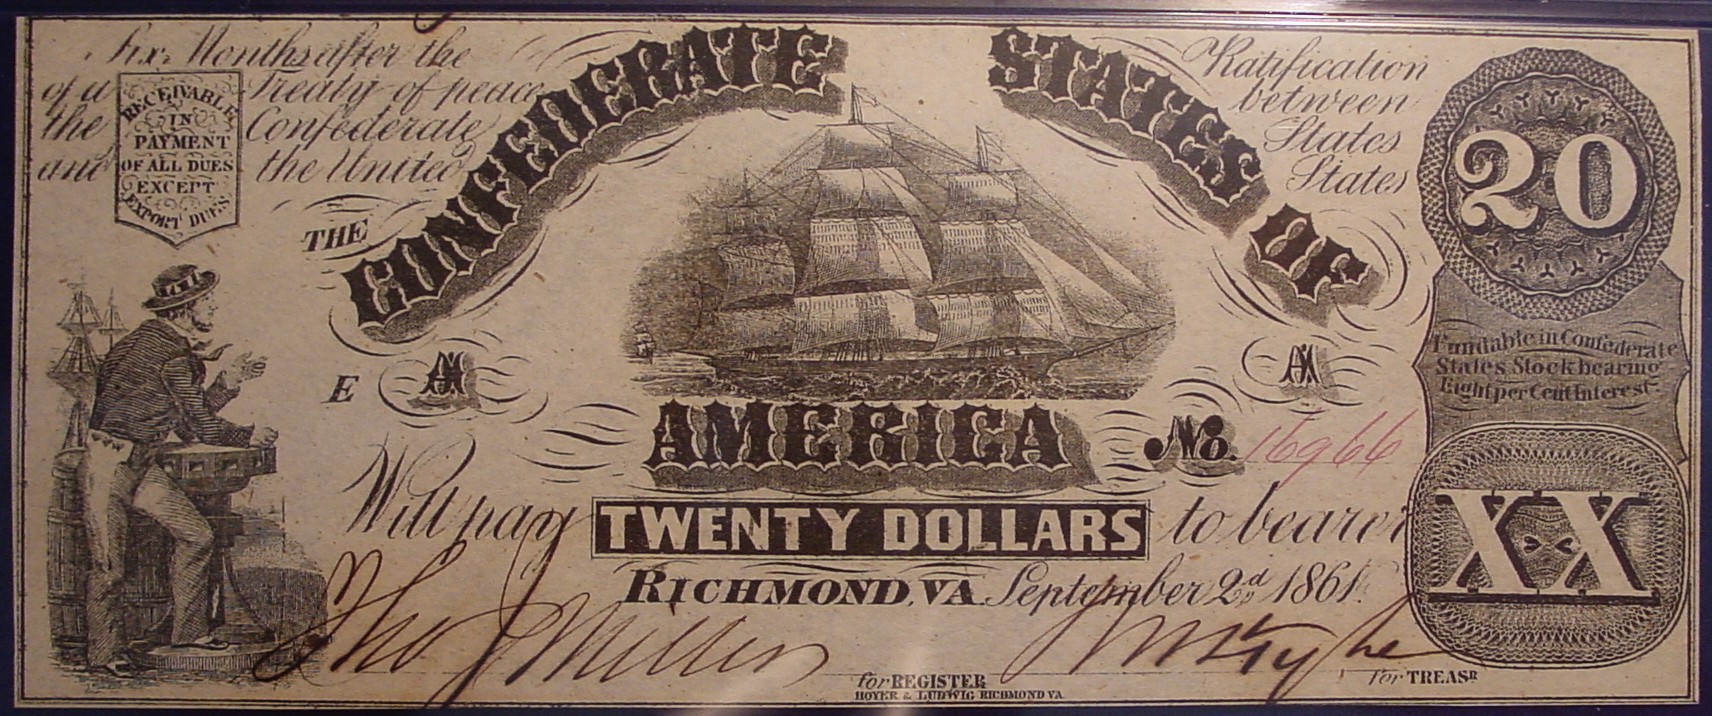 Six Months after the
of a Treaty of peace
the Confederate
and the United
RECEIVABLE
IN
PAYMENT
OF ALL DUES
EXCEPT
EXPORT DUES
Ratification
between
States
States
THE
CONFEDERATE STATES OF
AMERICA
20
E A A
No. 16966
Fundable in Confederate
States Stock bearing
Eight per Cent Interest
Will pay TWENTY DOLLARS to bearer
XX
RICHMOND, VA. September 2d 1861.
Tho J Miller
for REGISTER
for TREASR
HOYER & LUDWIG RICHMOND VA